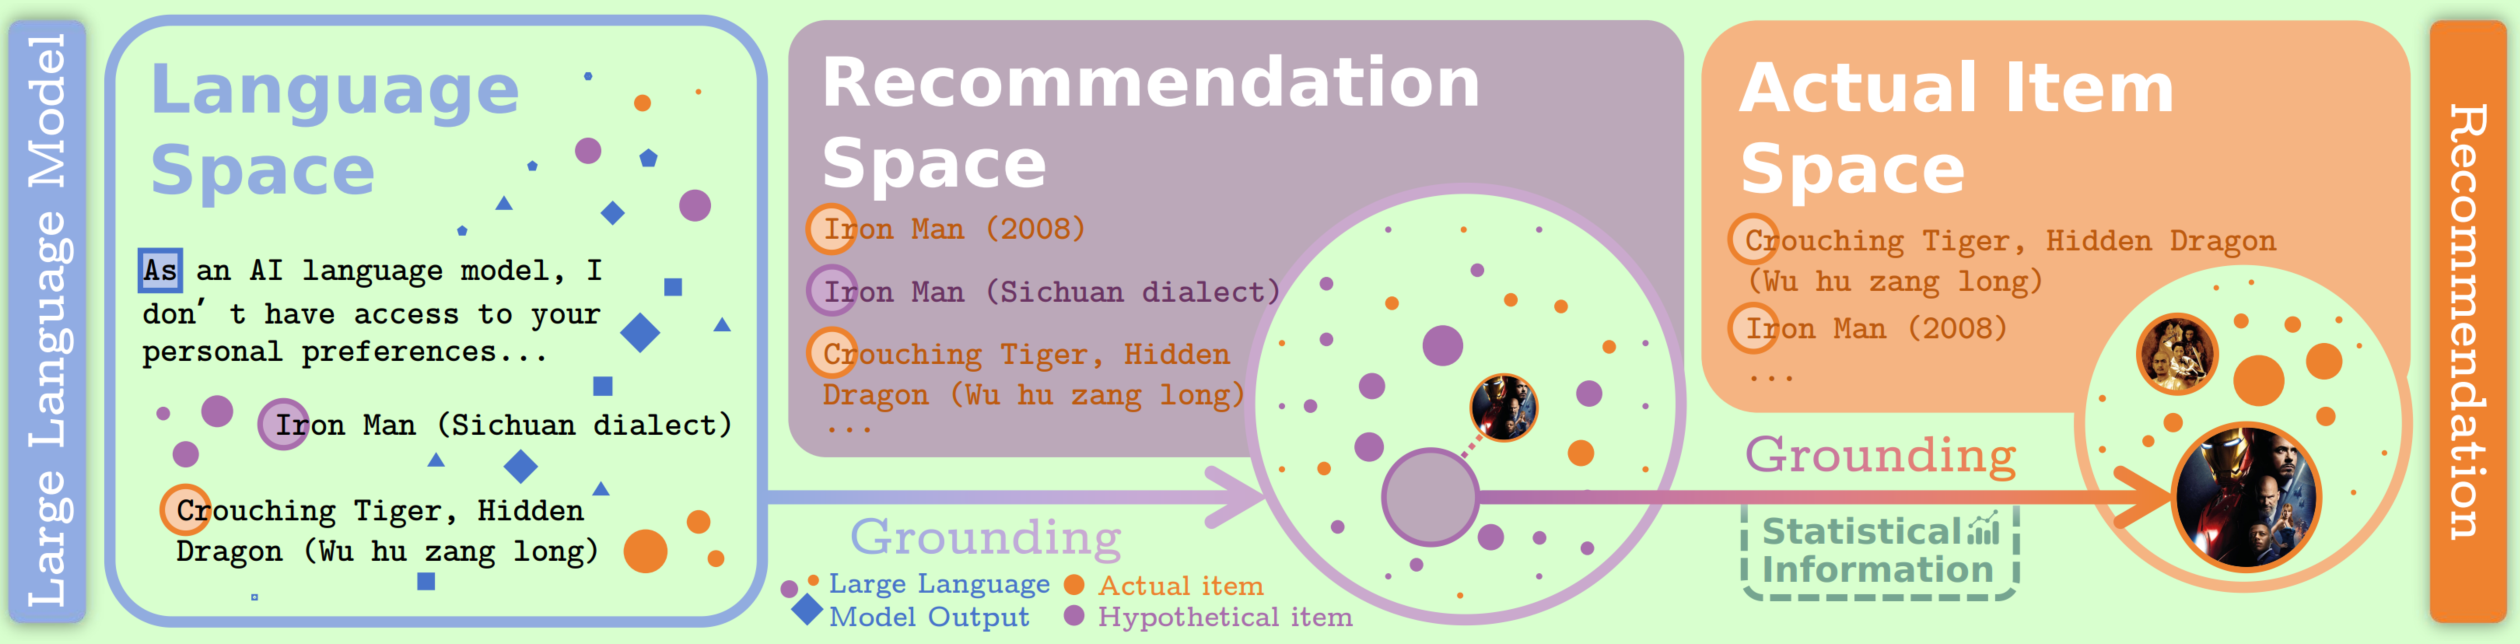 Large Language Model
Language
Space
As an AI language model, I
don’ t have access to your
personal preferences...
Iron Man (Sichuan dialect)
Crouching Tiger, Hidden
Dragon (Wu hu zang long)
Recommendation
Space
Iron Man (2008)
Iron Man (Sichuan dialect)
Crouching Tiger, Hidden
Dragon (Wu hu zang long)
...
Grounding
Large Language
Model Output
Actual item
Hypothetical item
Actual Item
Space
Crouching Tiger, Hidden Dragon
(Wu hu zang long)
Iron Man (2008)
...
Grounding
Statistical
Information
Recommendation